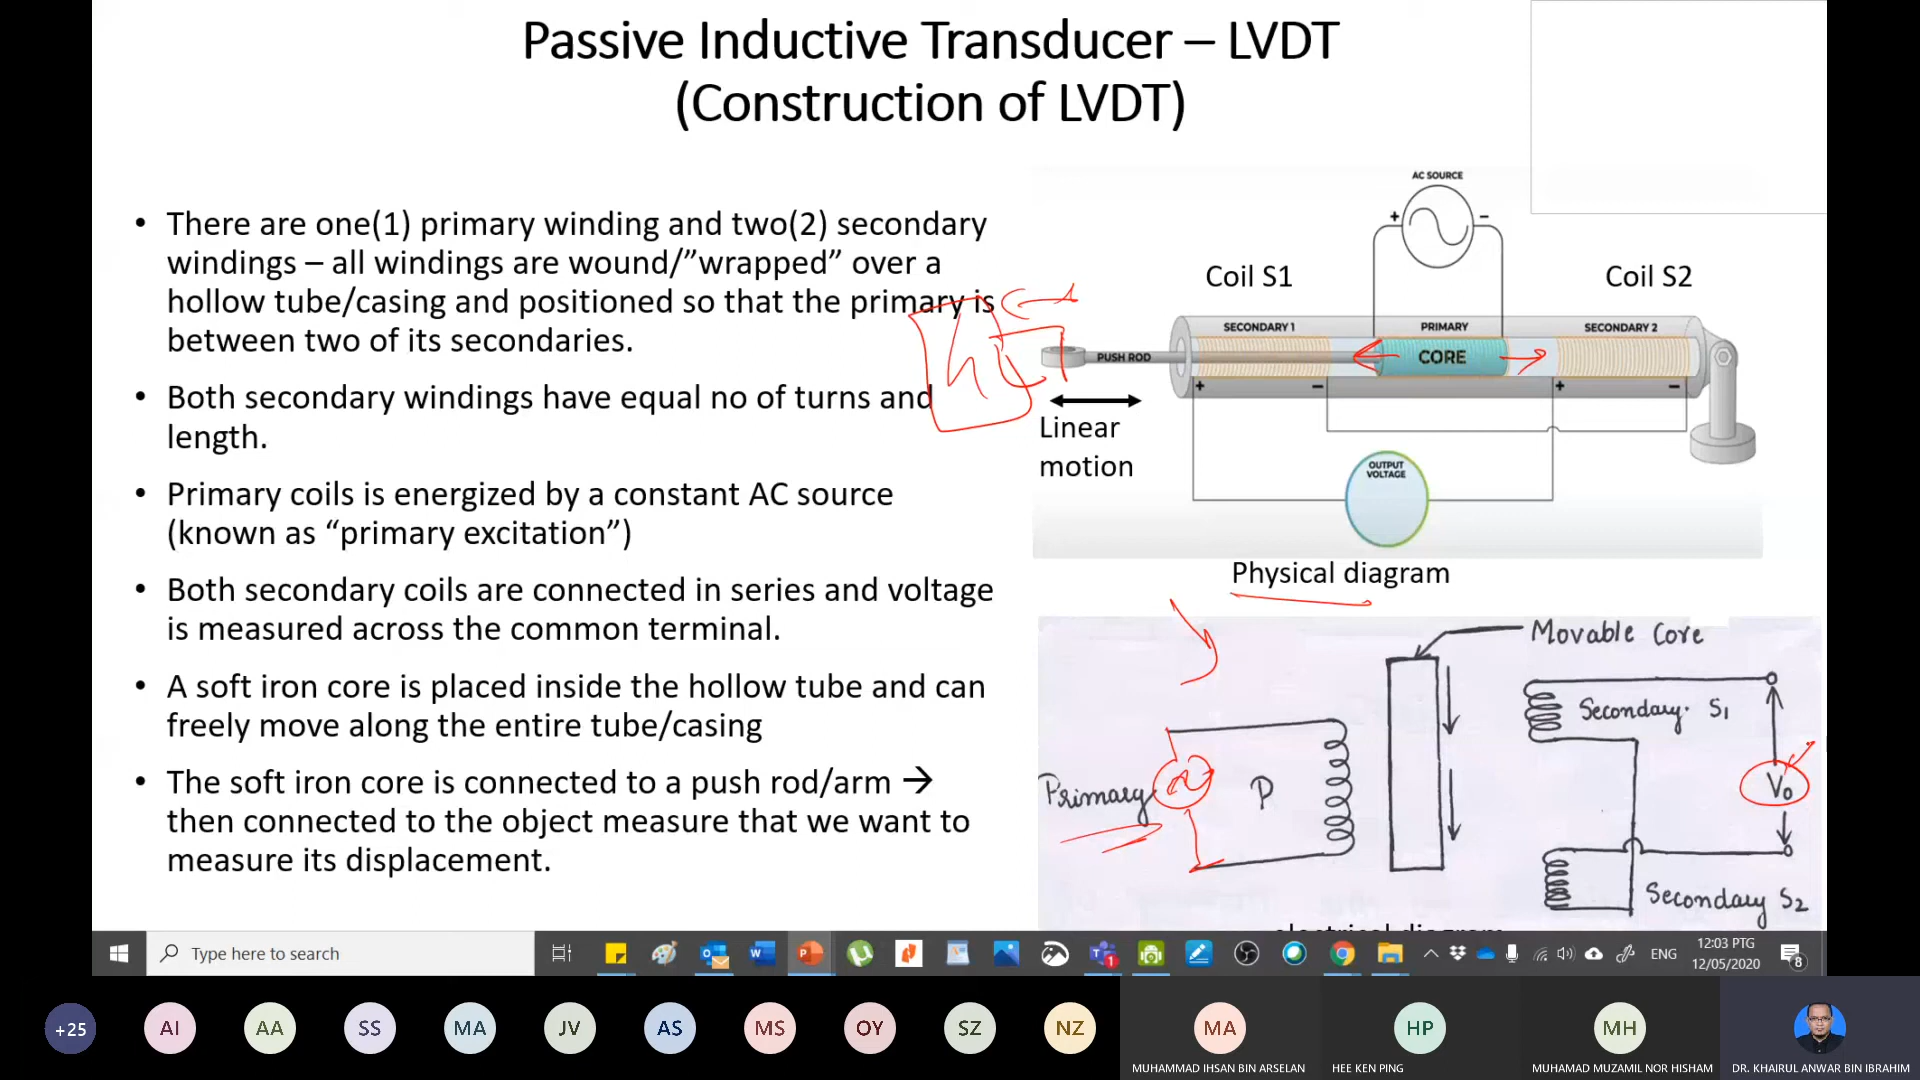 Passive Inductive Transducer – LVDT
(Construction of LVDT)
• There are one(1) primary winding and two(2) secondary
windings – all windings are wound/”wrapped” over a
hollow tube/casing and positioned so that the primary is
between two of its secondaries.
• Both secondary windings have equal no of turns and
length.
• Primary coils is energized by a constant AC source
(known as “primary excitation”)
• Both secondary coils are connected in series and voltage
is measured across the common terminal.
• A soft iron core is placed inside the hollow tube and can
freely move along the entire tube/casing
• The soft iron core is connected to a push rod/arm →
then connected to the object measure that we want to
measure its displacement.
AC SOURCE
+ −
Coil S1
Coil S2
SECONDARY 1
PRIMARY
SECONDARY 2
PUSH ROD
CORE
+ − + −
Linear
motion
OUTPUT
VOLTAGE
Physical diagram
Movable Core
Secondary S1
Primary
P
V0
Secondary S2
electrical diagram
Type here to search
1
ENG
12:03 PTG
12/05/2020
8
+25
AI
AA
SS
MA
JV
AS
MS
OY
SZ
NZ
MA
HP
MH
MUHAMMAD IHSAN BIN ARSELAN
HEE KEN PING
MUHAMAD MUZAMIL NOR HISHAM
DR. KHAIRUL ANWAR BIN IBRAHIM